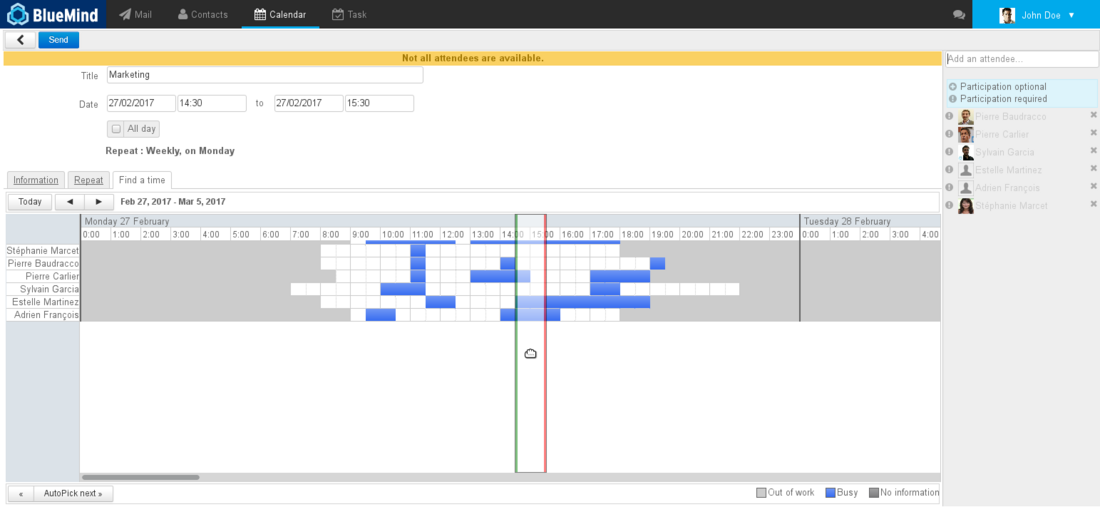 BlueMind Mail Contacts Calendar Task John Doe ▼
Send
Not all attendees are available.
Add an attendee...
Title Marketing
Date 27/02/2017 14:30 to 27/02/2017 15:30
All day
Repeat : Weekly, on Monday
Participation optional
Participation required
Pierre Baudracco
Pierre Carlier
Sylvain Garcia
Estelle Martinez
Adrien François
Stéphanie Marcet
Information Repeat Find a time
Today ◀ ▶ Feb 27, 2017 - Mar 5, 2017
Monday 27 February Tuesday 28 February
0:00 1:00 2:00 3:00 4:00 5:00 6:00 7:00 8:00 9:00 10:00 11:00 12:00 13:00 14:00 15:00 16:00 17:00 18:00 19:00 20:00 21:00 22:00 23:00 0:00 1:00 2:00 3:00 4:00
Stéphanie Marcet
Pierre Baudracco
Pierre Carlier
Sylvain Garcia
Estelle Martinez
Adrien François
« AutoPick next » Out of work Busy No information